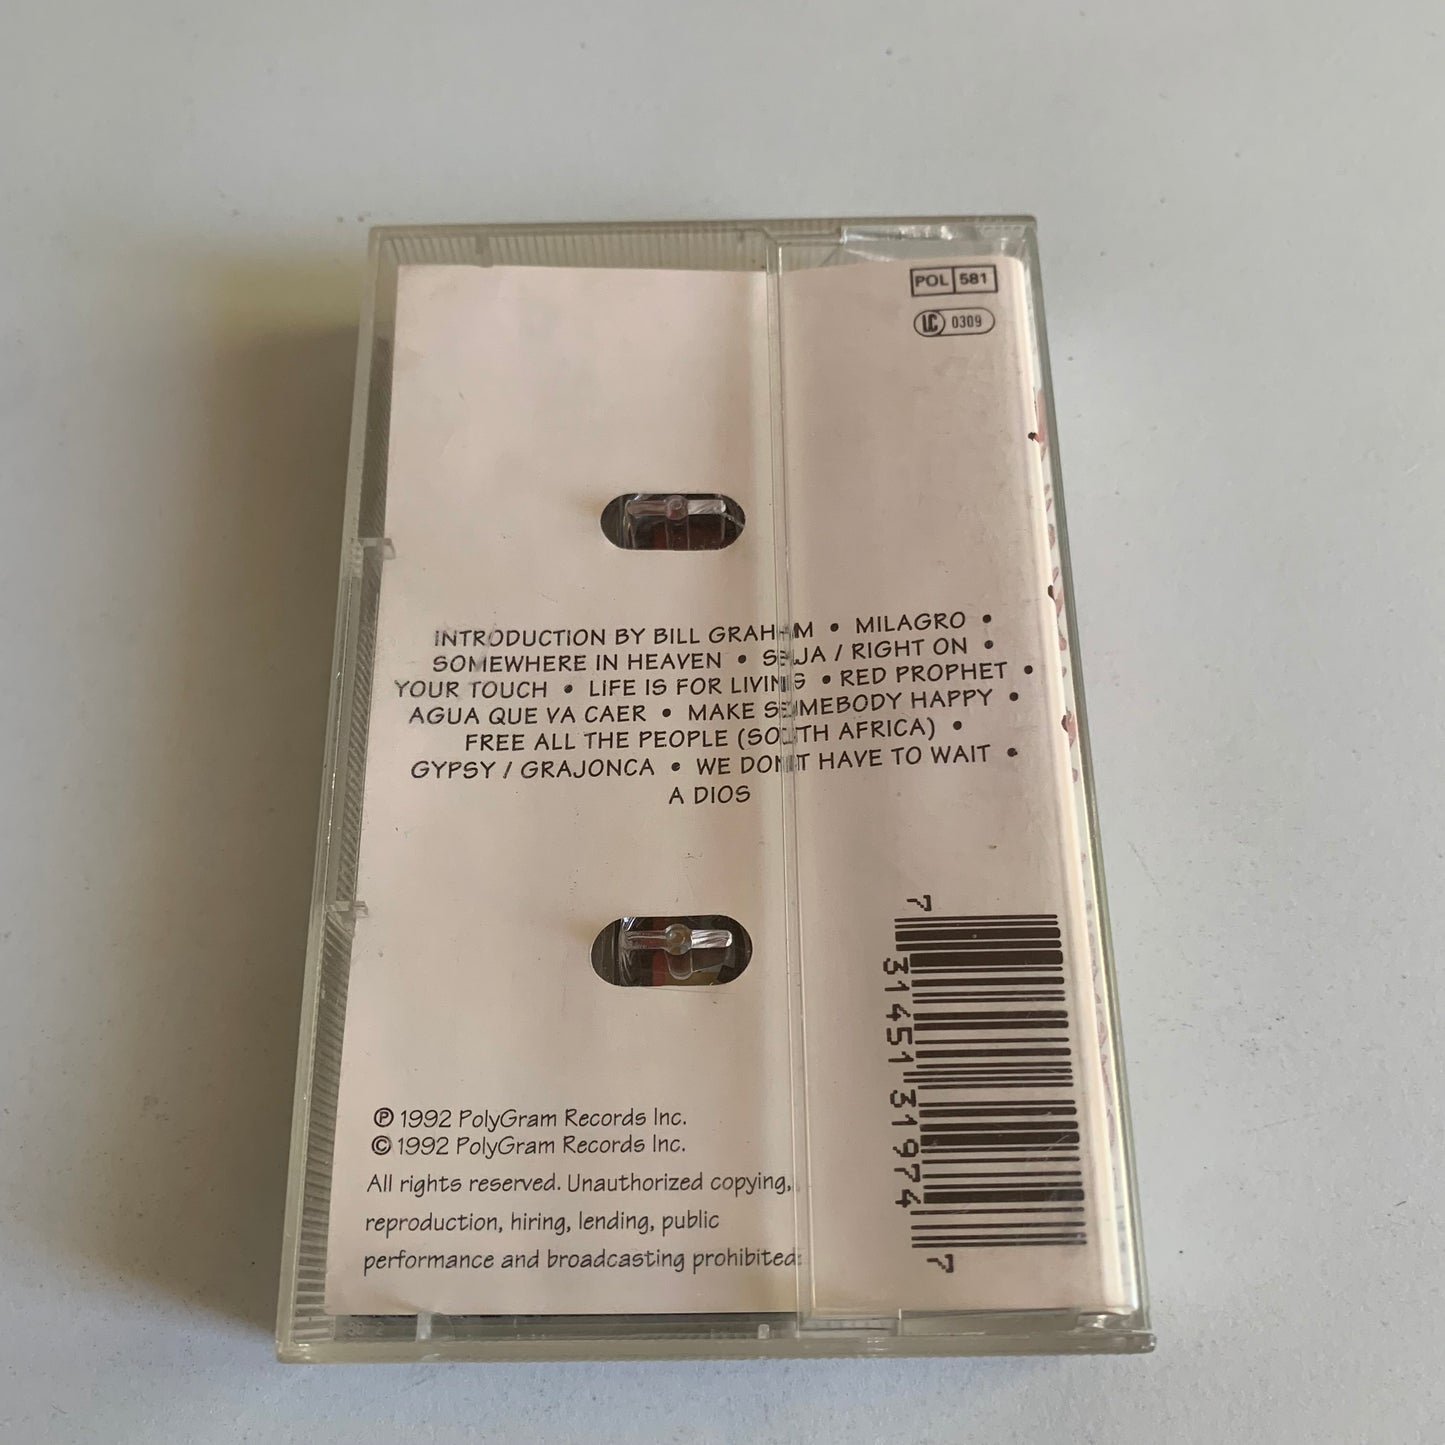 POL 581
LC 0309
INTRODUCTION BY BILL GRAHAM • MILAGRO •
SOMEWHERE IN HEAVEN • SAJA / RIGHT ON •
YOUR TOUCH • LIFE IS FOR LIVING • RED PROPHET •
AGUA QUE VA CAER • MAKE SOMEBODY HAPPY •
FREE ALL THE PEOPLE (SOUTH AFRICA) •
GYPSY / GRAJONCA • WE DON'T HAVE TO WAIT •
A DIOS
7 31451 31974 7
℗ 1992 PolyGram Records Inc.
© 1992 PolyGram Records Inc.
All rights reserved. Unauthorized copying,
reproduction, hiring, lending, public
performance and broadcasting prohibited.